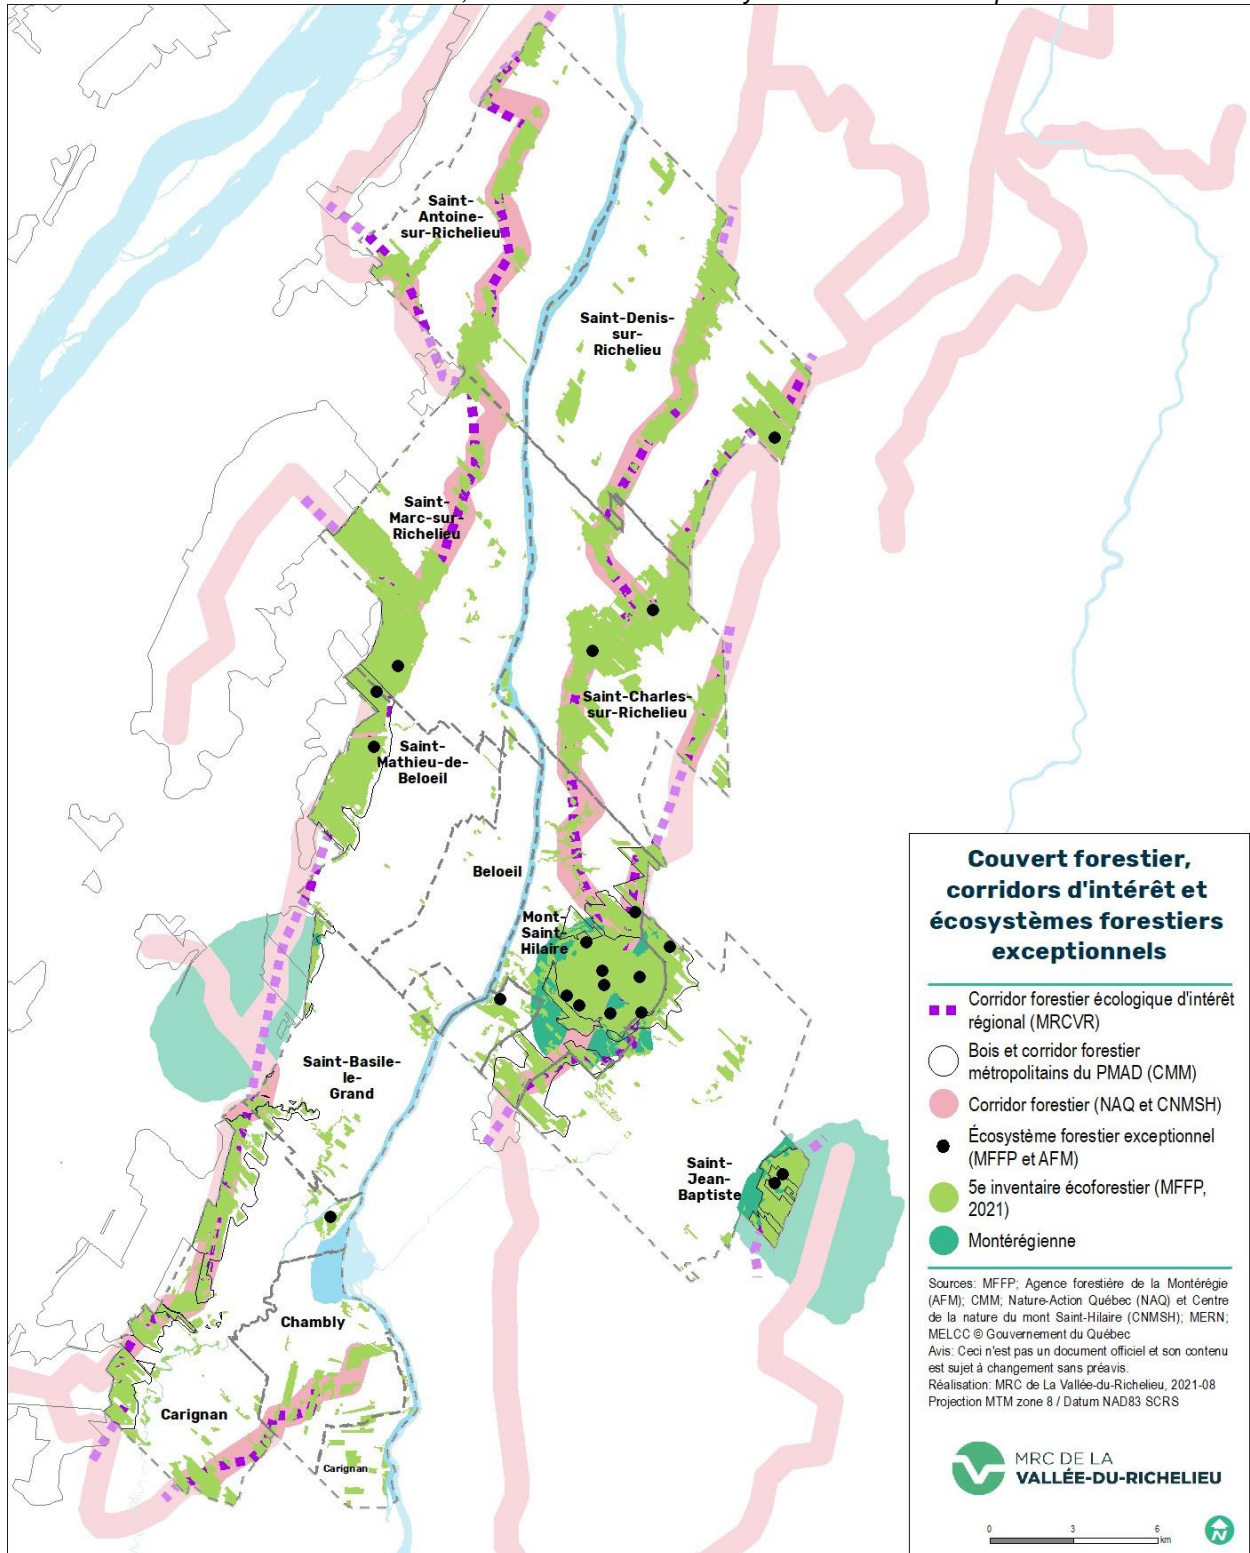 Saint-
Antoine-
sur-Richelieu
Saint-Denis-
sur-
Richelieu
Saint-
Marc-sur-
Richelieu
Saint-Charles-
sur-Richelieu
Saint-
Mathieu-de-
Beloeil
Beloeil
Mont-
Saint-
Hilaire
Saint-Basile-
le-
Grand
Saint-
Jean-
Baptiste
Chambly
Carignan
Carignan
Couvert forestier,
corridors d'intérêt et
écosystèmes forestiers
exceptionnels
Corridor forestier écologique d'intérêt
régional (MRCVR)
Bois et corridor forestier
métropolitains du PMAD (CMM)
Corridor forestier (NAQ et CNMSH)
Écosystème forestier exceptionnel
(MFFP et AFM)
5e inventaire écoforestier (MFFP,
2021)
Montérégienne
Sources: MFFP; Agence forestière de la Montérégie
(AFM); CMM; Nature-Action Québec (NAQ) et Centre
de la nature du mont Saint-Hilaire (CNMSH); MERN;
MELCC © Gouvernement du Québec
Avis: Ceci n'est pas un document officiel et son contenu
est sujet à changement sans préavis.
Réalisation: MRC de La Vallée-du-Richelieu, 2021-08
Projection MTM zone 8 / Datum NAD83 SCRS
MRC DE LA
VALLÉE-DU-RICHELIEU
0 3 6
km
N